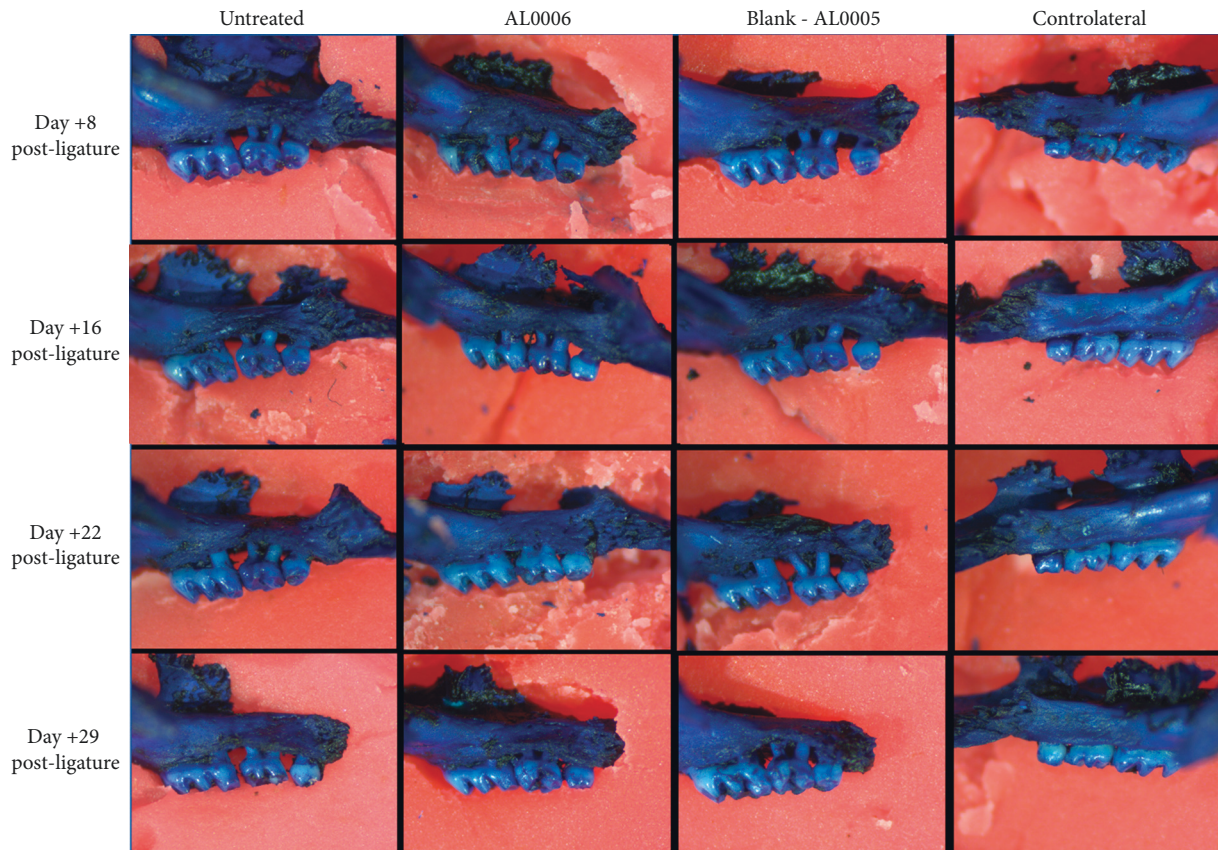 Untreated
AL0006
Blank - AL0005
Controlateral
Day +8
post-ligature
Day +16
post-ligature
Day +22
post-ligature
Day +29
post-ligature